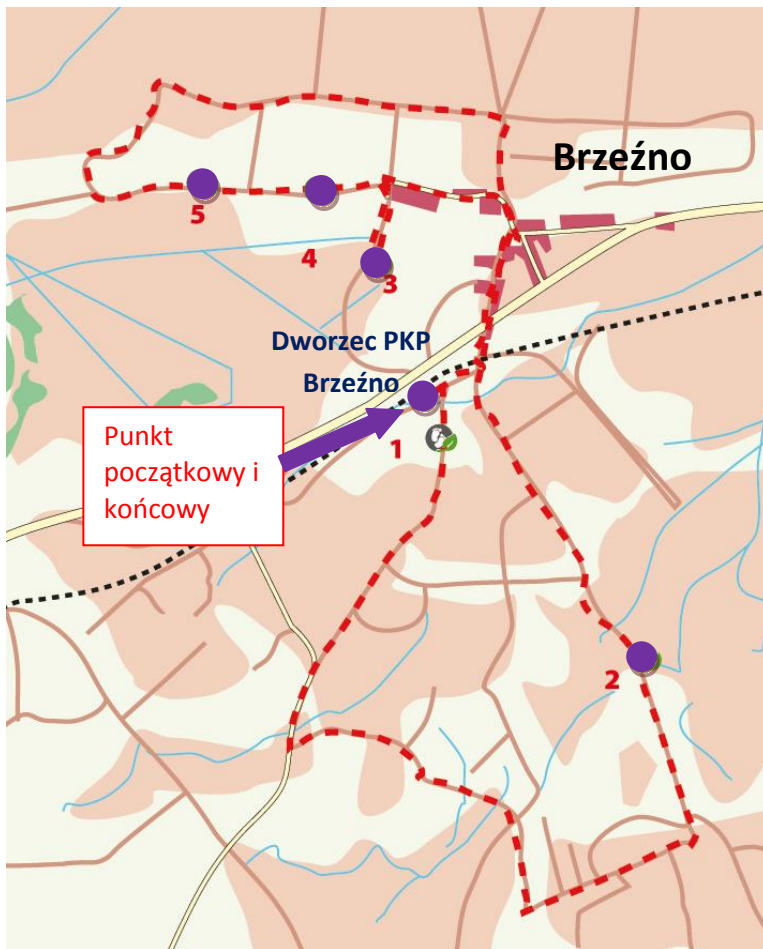 Brzeźno
5
4
3
Dworzec PKP
Brzeźno
Punkt
początkowy i
końcowy
1
2